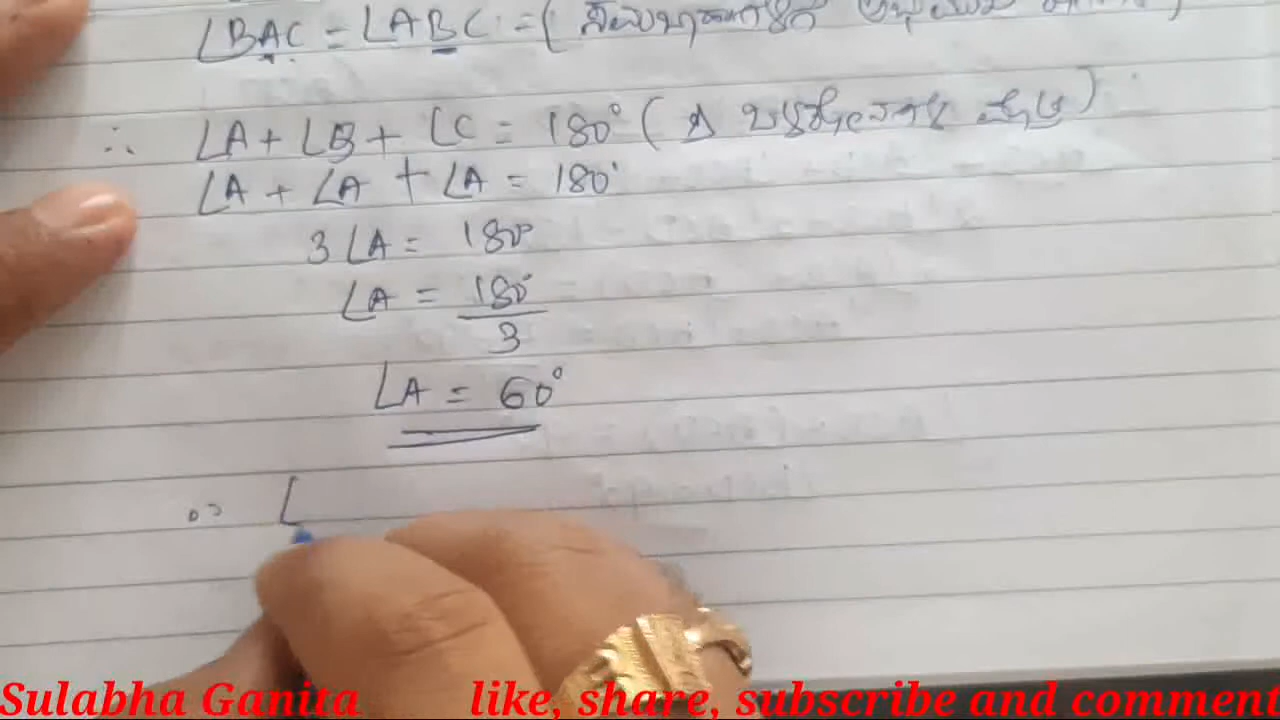 ∠BAC = ∠ABC = (
∴ ∠A + ∠B + ∠C = 180° (
∠A + ∠A + ∠A = 180°
3∠A = 180°
∠A = 180°
3
∠A = 60°
∴ ∠
Sulabha Ganita like, share, subscribe and comment